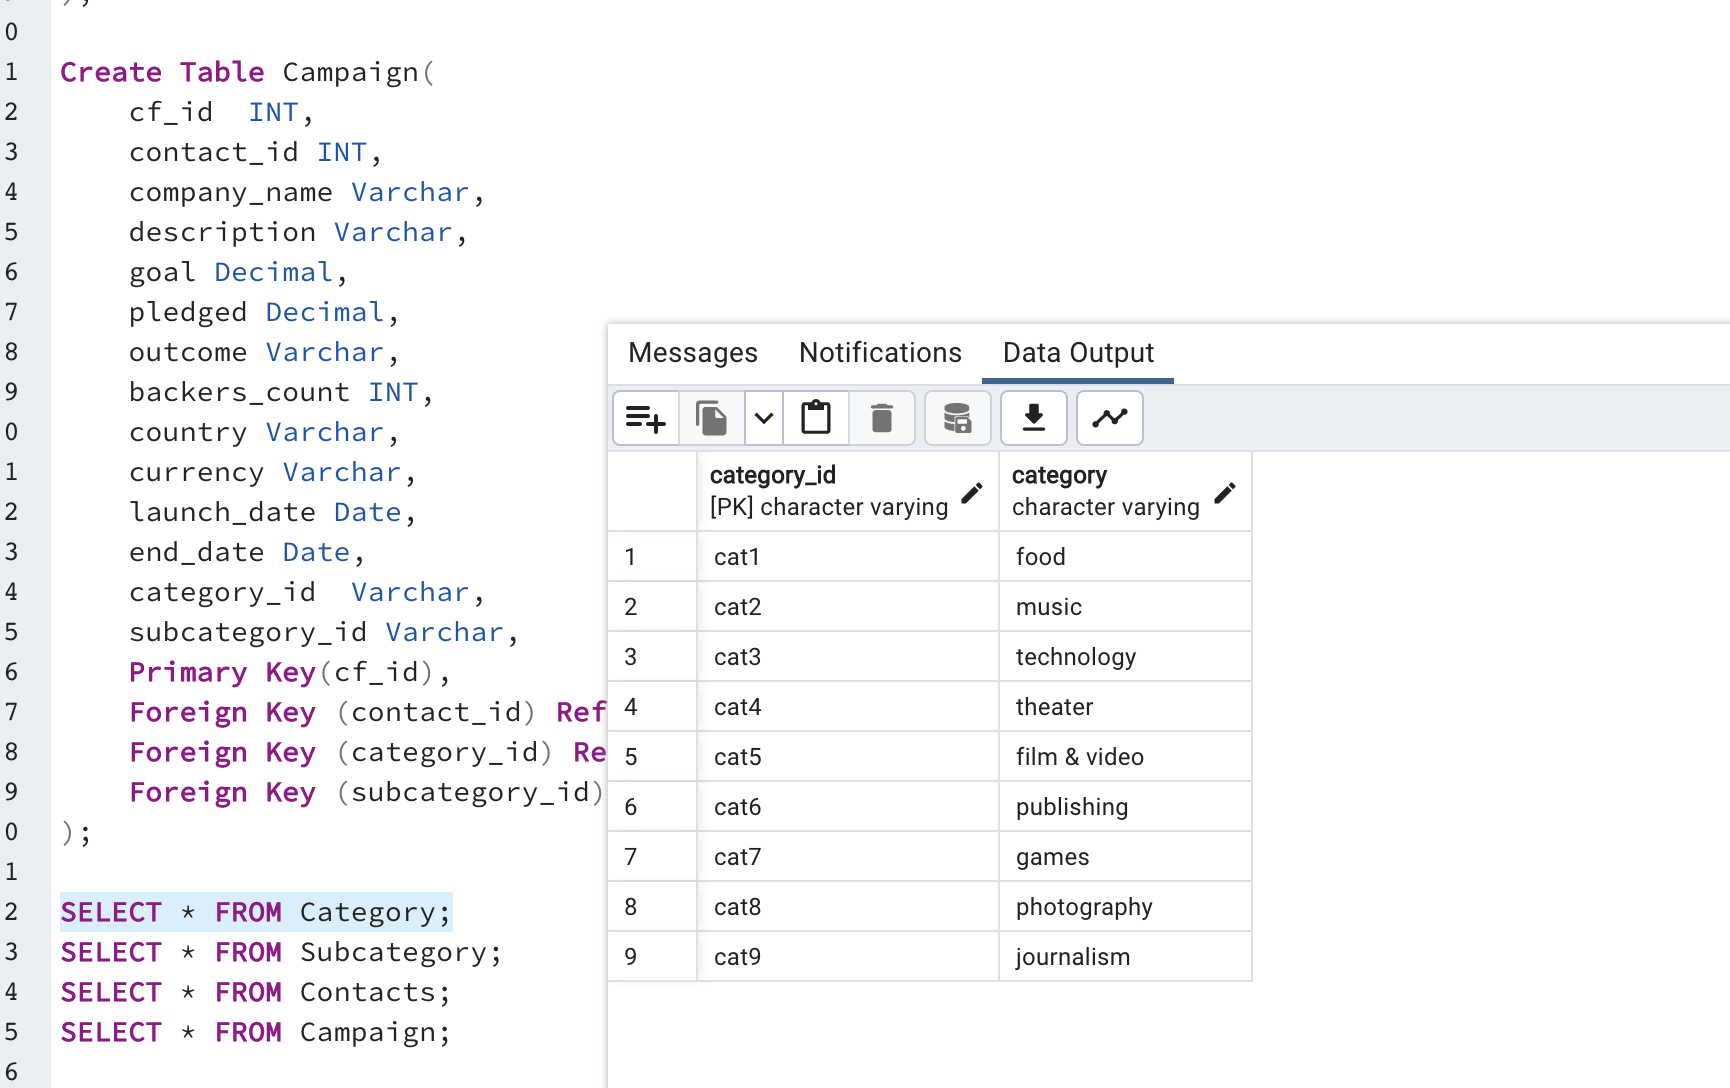 );
0
1 Create Table Campaign(
2 cf_id  INT,
3 contact_id INT,
4 company_name Varchar,
5 description Varchar,
6 goal Decimal,
7 pledged Decimal,
8 outcome Varchar,
9 backers_count INT,
0 country Varchar,
1 currency Varchar,
2 launch_date Date,
3 end_date Date,
4 category_id  Varchar,
5 subcategory_id Varchar,
6 Primary Key(cf_id),
7 Foreign Key (contact_id) Ref
8 Foreign Key (category_id) Re
9 Foreign Key (subcategory_id)
0 );
1
2 SELECT * FROM Category;
3 SELECT * FROM Subcategory;
4 SELECT * FROM Contacts;
5 SELECT * FROM Campaign;
6
Messages Notifications Data Output
category_id category
[PK] character varying character varying
1 cat1 food
2 cat2 music
3 cat3 technology
4 cat4 theater
5 cat5 film & video
6 cat6 publishing
7 cat7 games
8 cat8 photography
9 cat9 journalism